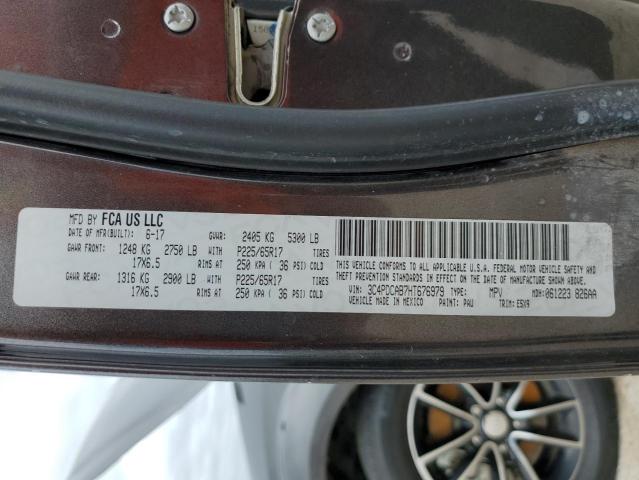 150
MFD BY FCA US LLC
DATE OF MFR(BUILT): 6-17 GVWR: 2405 KG 5300 LB
GAWR FRONT: 1248 KG 2750 LB WITH P225/65R17 TIRES
17X6.5 RIMS AT 250 KPA ( 36 PSI) COLD
GAWR REAR: 1316 KG 2900 LB WITH P225/65R17 TIRES
17X6.5 RIMS AT 250 KPA ( 36 PSI) COLD
THIS VEHICLE CONFORMS TO ALL APPLICABLE U.S.A. FEDERAL MOTOR VEHICLE SAFETY AND
THEFT PREVENTION STANDARDS IN EFFECT ON THE DATE OF MANUFACTURE SHOWN ABOVE.
VIN: 3C4PDCAB7HT676979 TYPE: MPV MDH:061223 026AA
MADE IN MEXICO PAINT: PAU TRIM: E5X9